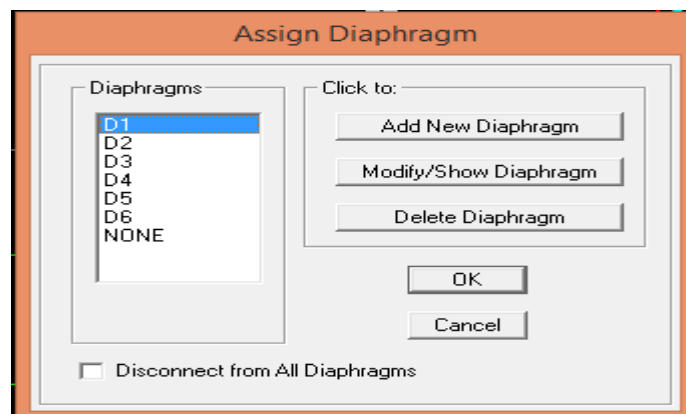 Assign Diaphragm
Diaphragms
D1
D2
D3
D4
D5
D6
NONE
Click to:
Add New Diaphragm
Modify/Show Diaphragm
Delete Diaphragm
OK
Cancel
Disconnect from All Diaphragms